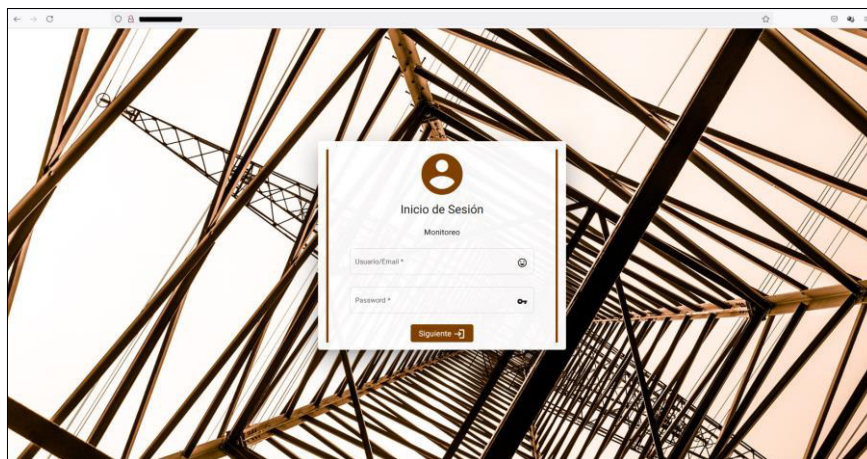 Inicio de Sesión
Monitoreo
Usuario/Email *
Password *
Siguiente